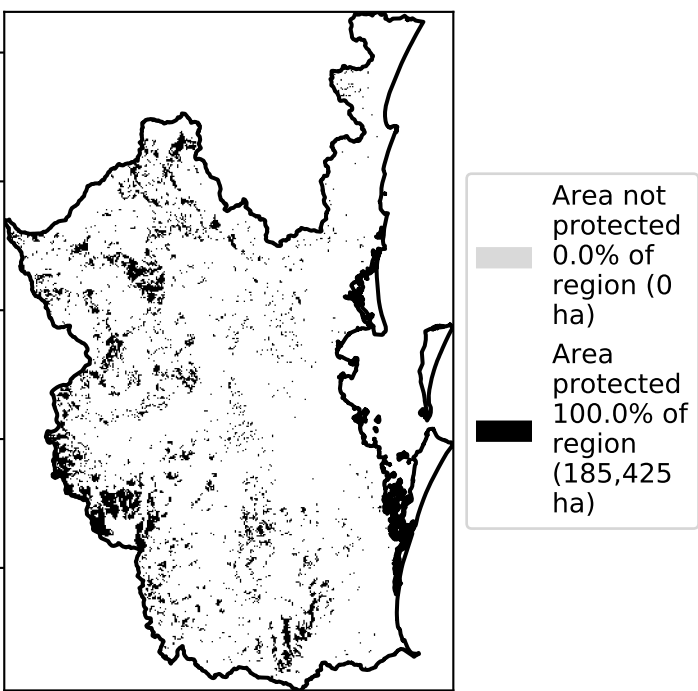 Area not
protected
0.0% of
region (0
ha)
Area
protected
100.0% of
region
(185,425
ha)